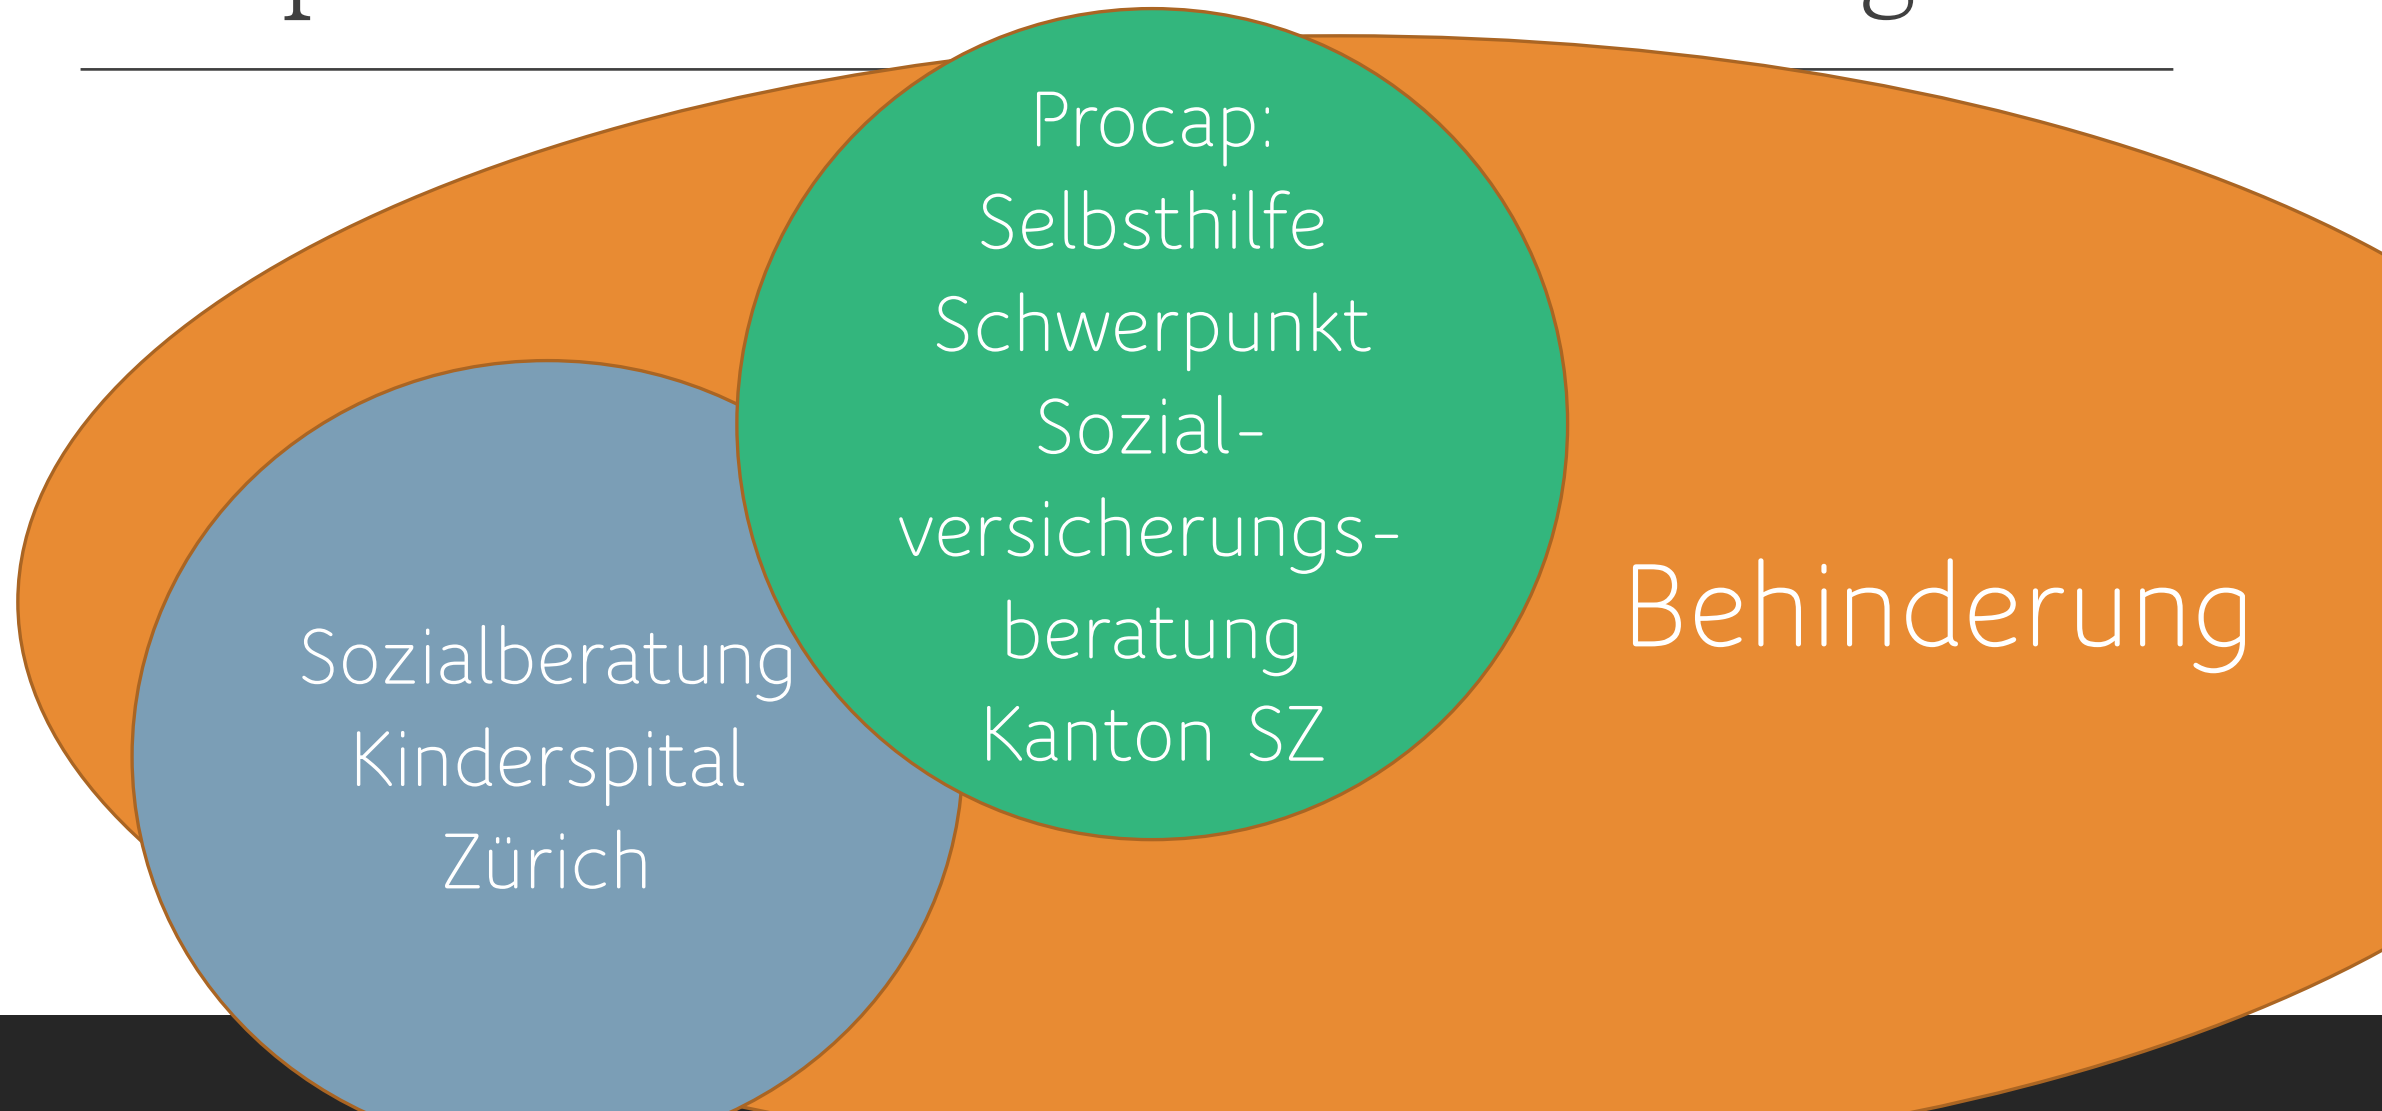 Procap:
Selbsthilfe
Schwerpunkt
Sozial-
versicherungs-
beratung
Kanton SZ
Sozialberatung
Kinderspital
Zürich
Behinderung